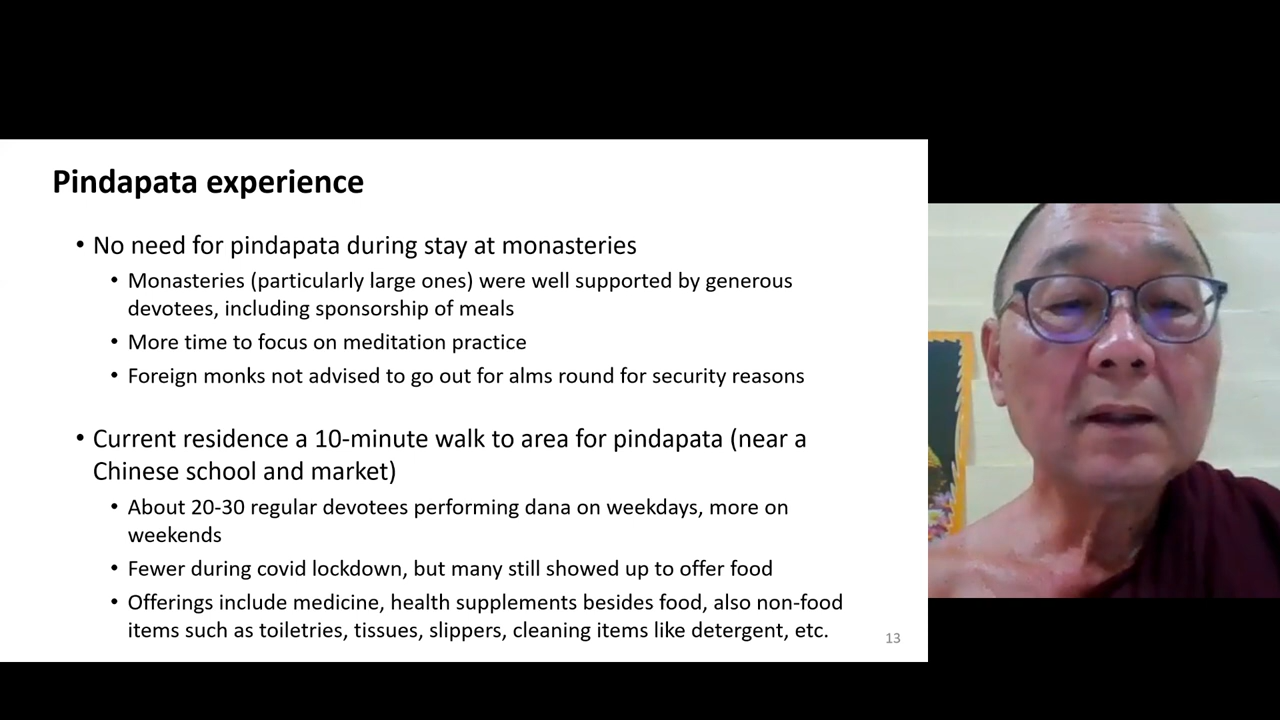 Pindapata experience
• No need for pindapata during stay at monasteries
• Monasteries (particularly large ones) were well supported by generous
devotees, including sponsorship of meals
• More time to focus on meditation practice
• Foreign monks not advised to go out for alms round for security reasons
• Current residence a 10-minute walk to area for pindapata (near a
Chinese school and market)
• About 20-30 regular devotees performing dana on weekdays, more on
weekends
• Fewer during covid lockdown, but many still showed up to offer food
• Offerings include medicine, health supplements besides food, also non-food
items such as toiletries, tissues, slippers, cleaning items like detergent, etc.
13